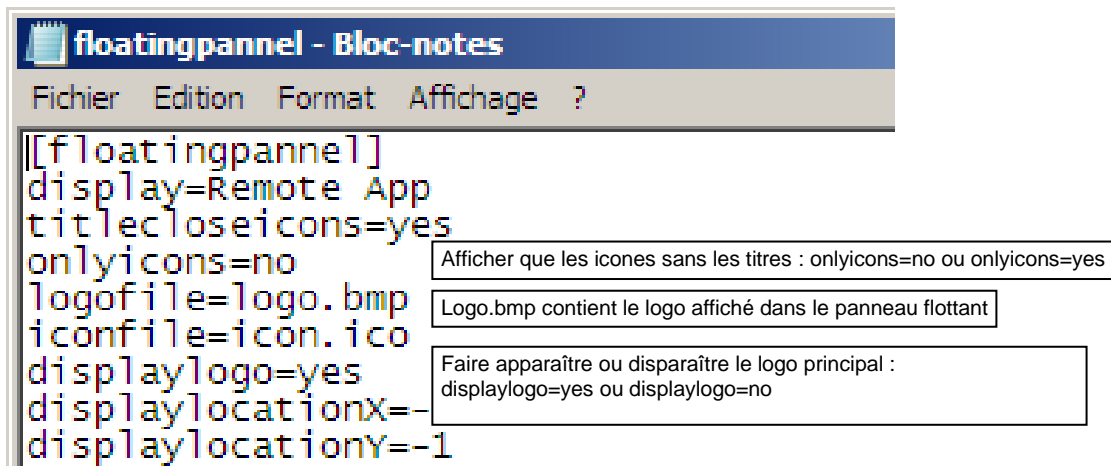 floatingpannel - Bloc-notes
Fichier Edition Format Affichage ?
[floatingpannel]
display=Remote App
titlecloseicons=yes
onlyicons=no
Afficher que les icones sans les titres : onlyicons=no ou onlyicons=yes
logofile=logo.bmp
Logo.bmp contient le logo affiché dans le panneau flottant
iconfile=icon.ico
displaylogo=yes
Faire apparaître ou disparaître le logo principal :
displaylogo=yes ou displaylogo=no
displaylocationX=-
displaylocationY=-1